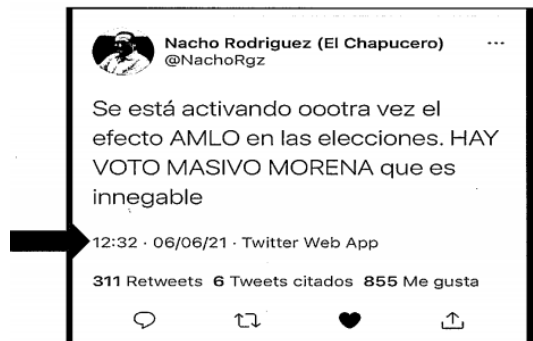 Nacho Rodriguez (El Chapucero) ...
@NachoRgz
Se está activando oootra vez el
efecto AMLO en las elecciones. HAY
VOTO MASIVO MORENA que es
innegable
12:32 · 06/06/21 · Twitter Web App
311 Retweets 6 Tweets citados 855 Me gusta